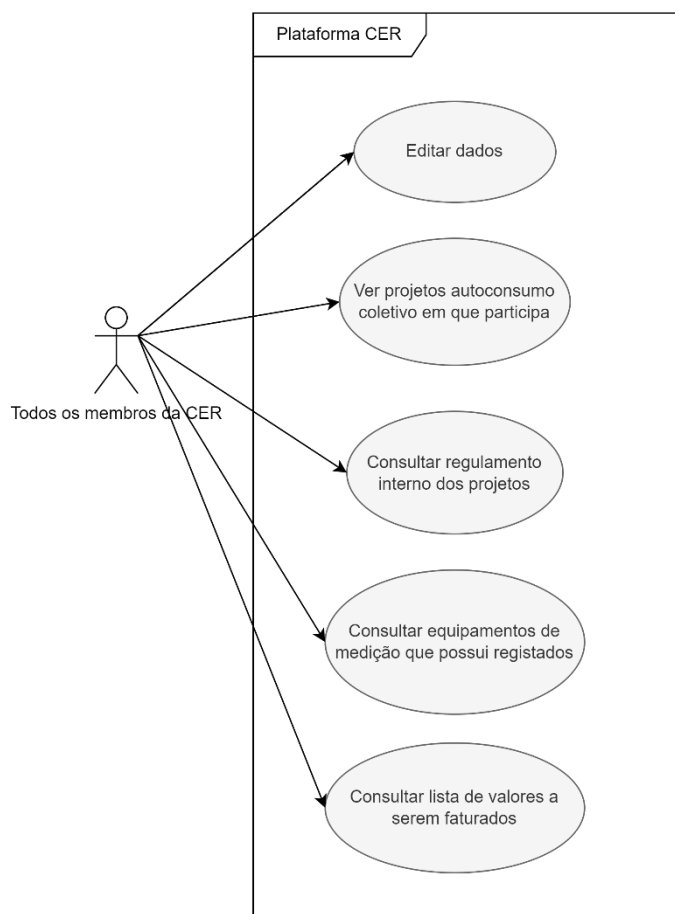 Plataforma CER
Editar dados
Ver projetos autoconsumo
coletivo em que participa
Todos os membros da CER
Consultar regulamento
interno dos projetos
Consultar equipamentos de
medição que possui registados
Consultar lista de valores a
serem faturados